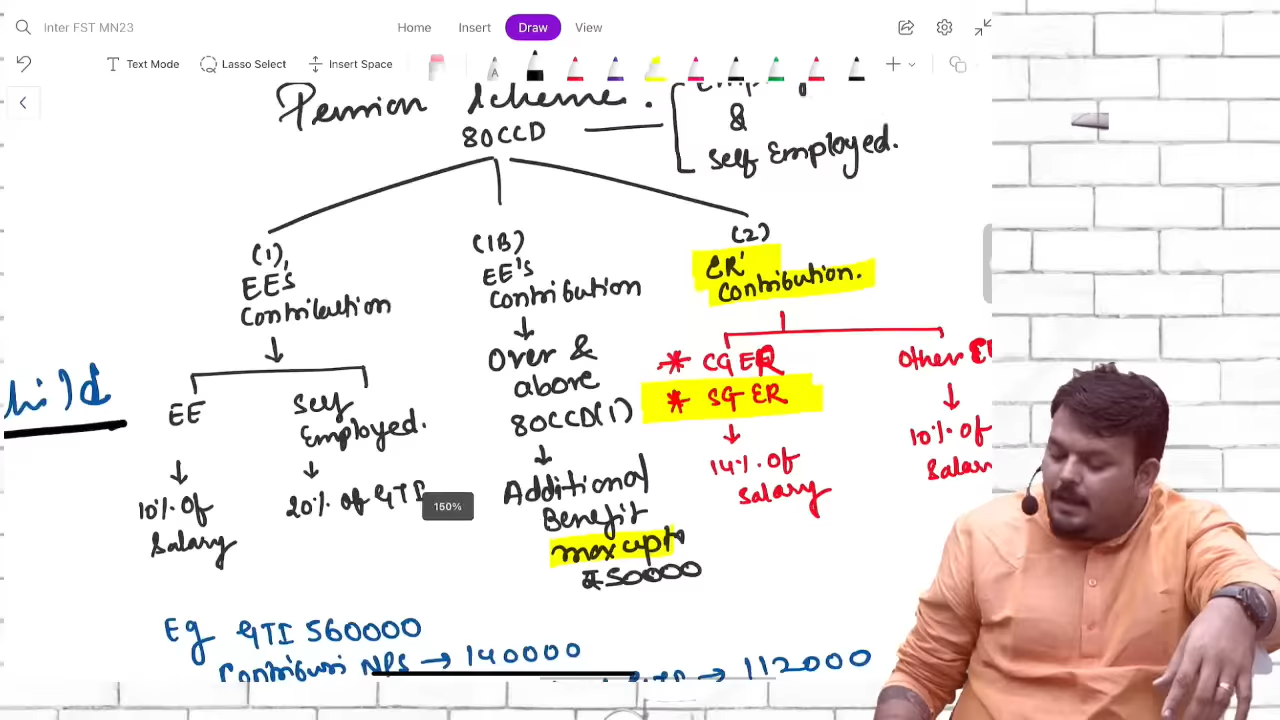 Inter FST MN23
Home Insert Draw View
Text Mode Lasso Select Insert Space
A
Pension Scheme.
80CCD
&
Self Employed.
(1),
EE's
Contribution
(1B)
EE's
Contribution
(2)
ER'
Contribution.
EE
Self
Employed.
10% of
Salary
20% of GTI
150%
Over &
above
80CCD(1)
Additional
Benefit
max upto
₹50000
* CG ER
* SG ER
14% of
Salary
Other
10% of
Salary
Eg GTI 560000
NPS → 140000
→ 112000